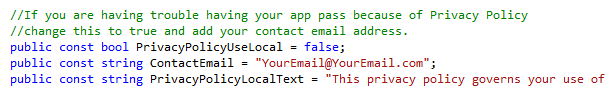 //If you are having trouble having your app pass because of Privacy Policy
//change this to true and add your contact email address.
public const bool PrivacyPolicyUseLocal = false;
public const string ContactEmail = "YourEmail@YourEmail.com";
public const string PrivacyPolicyLocalText = "This privacy policy governs your use of